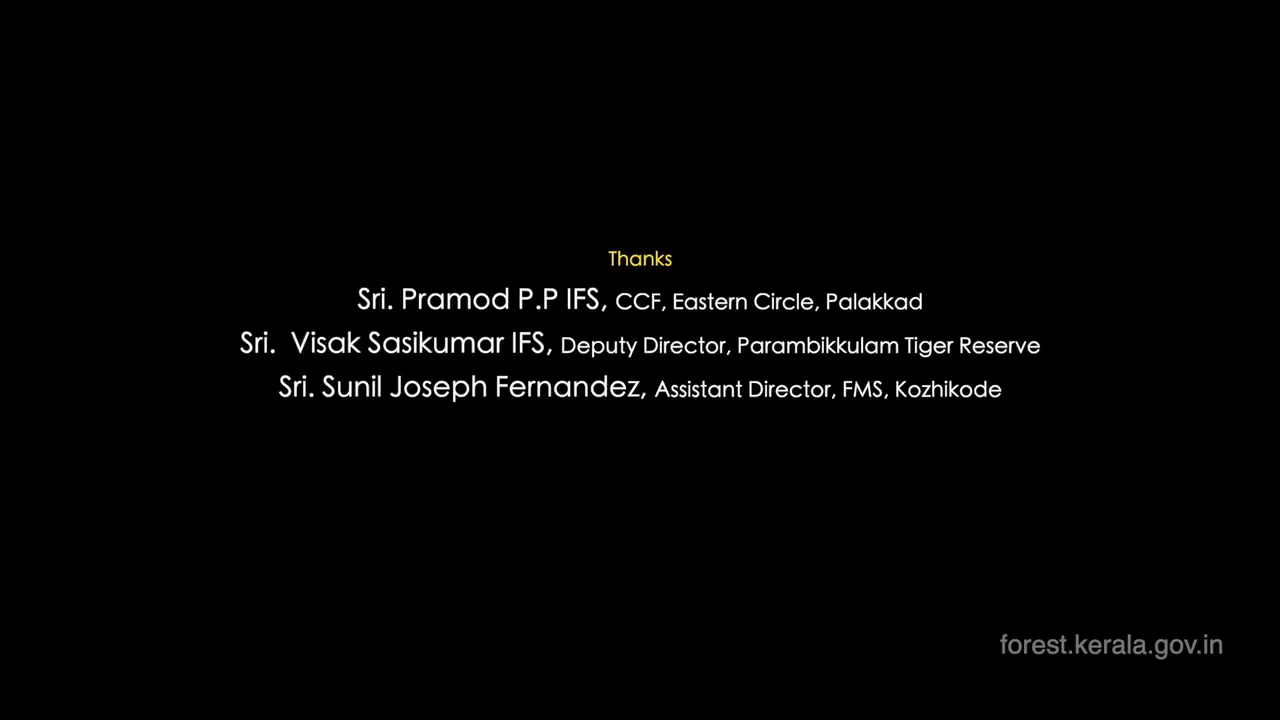 Thanks
Sri. Pramod P.P IFS, CCF, Eastern Circle, Palakkad
Sri.  Visak Sasikumar IFS, Deputy Director, Parambikkulam Tiger Reserve
Sri. Sunil Joseph Fernandez, Assistant Director, FMS, Kozhikode
forest.kerala.gov.in